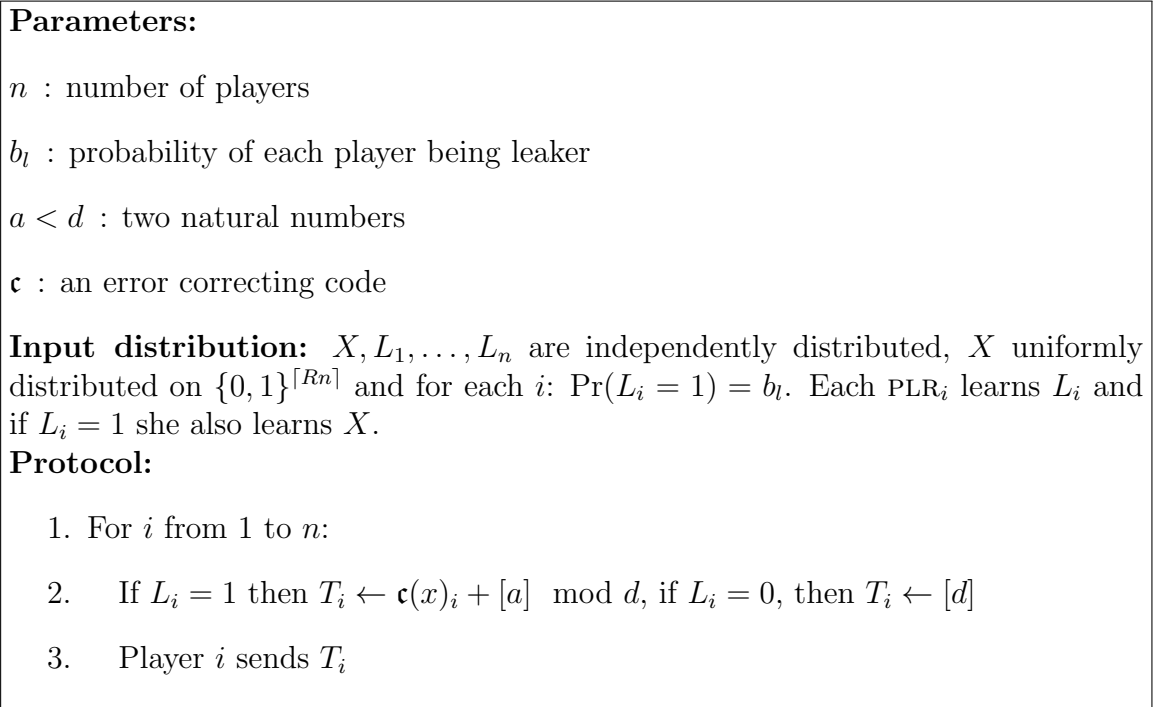 Parameters:
n : number of players
b_l : probability of each player being leaker
a < d : two natural numbers
𝔠 : an error correcting code
Input distribution: X, L_1, . . . , L_n are independently distributed, X uniformly
distributed on {0, 1}^{⌈Rn⌉} and for each i: Pr(L_i = 1) = b_l. Each PLR_i learns L_i and
if L_i = 1 she also learns X.
Protocol:
1. For i from 1 to n:
2. If L_i = 1 then T_i ← 𝔠(x)_i + [a] mod d, if L_i = 0, then T_i ← [d]
3. Player i sends T_i